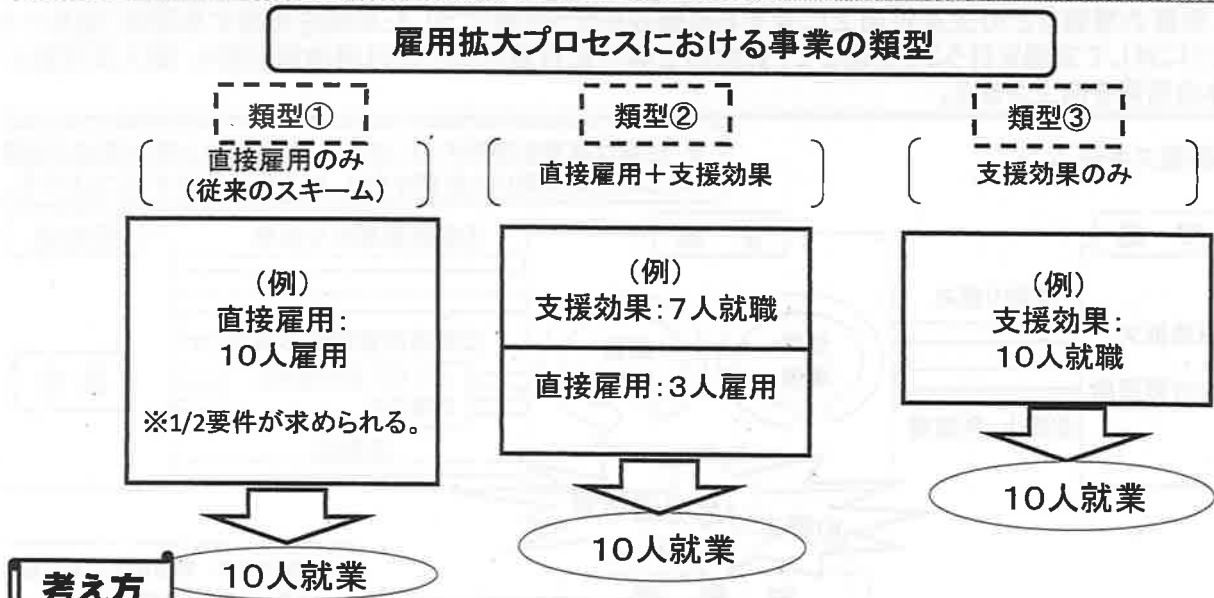 雇用拡大プロセスにおける事業の類型
類型①
直接雇用のみ
(従来のスキーム)
(例)
直接雇用:
10人雇用
※1/2要件が求められる。
10人就業
類型②
直接雇用+支援効果
(例)
支援効果:7人就職
直接雇用:3人雇用
10人就業
類型③
支援効果のみ
(例)
支援効果:
10人就職
10人就業
考え方